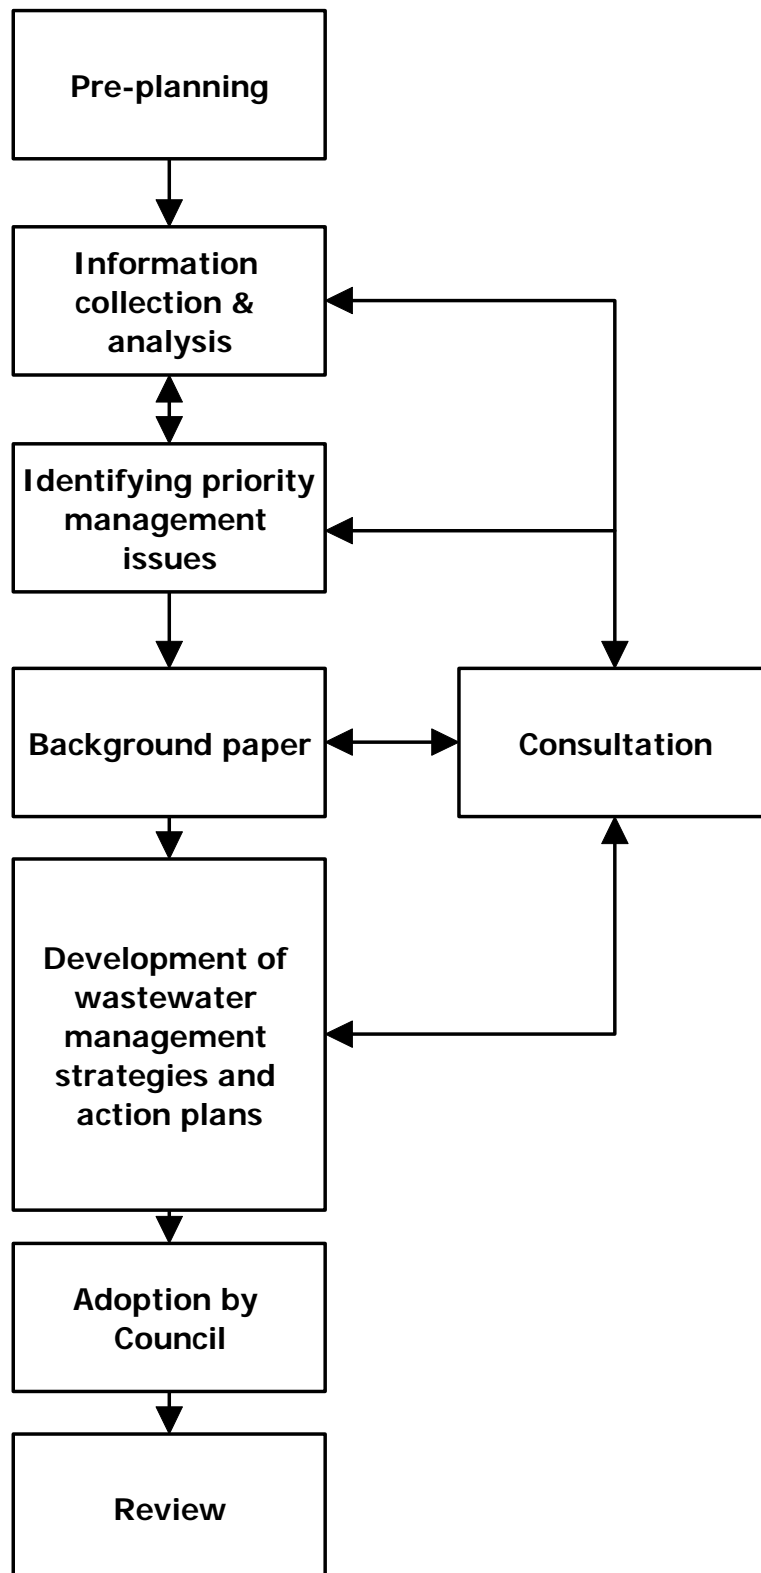 Pre-planning
Information
collection &
analysis
Identifying priority
management
issues
Background paper
Consultation
Development of
wastewater
management
strategies and
action plans
Adoption by
Council
Review